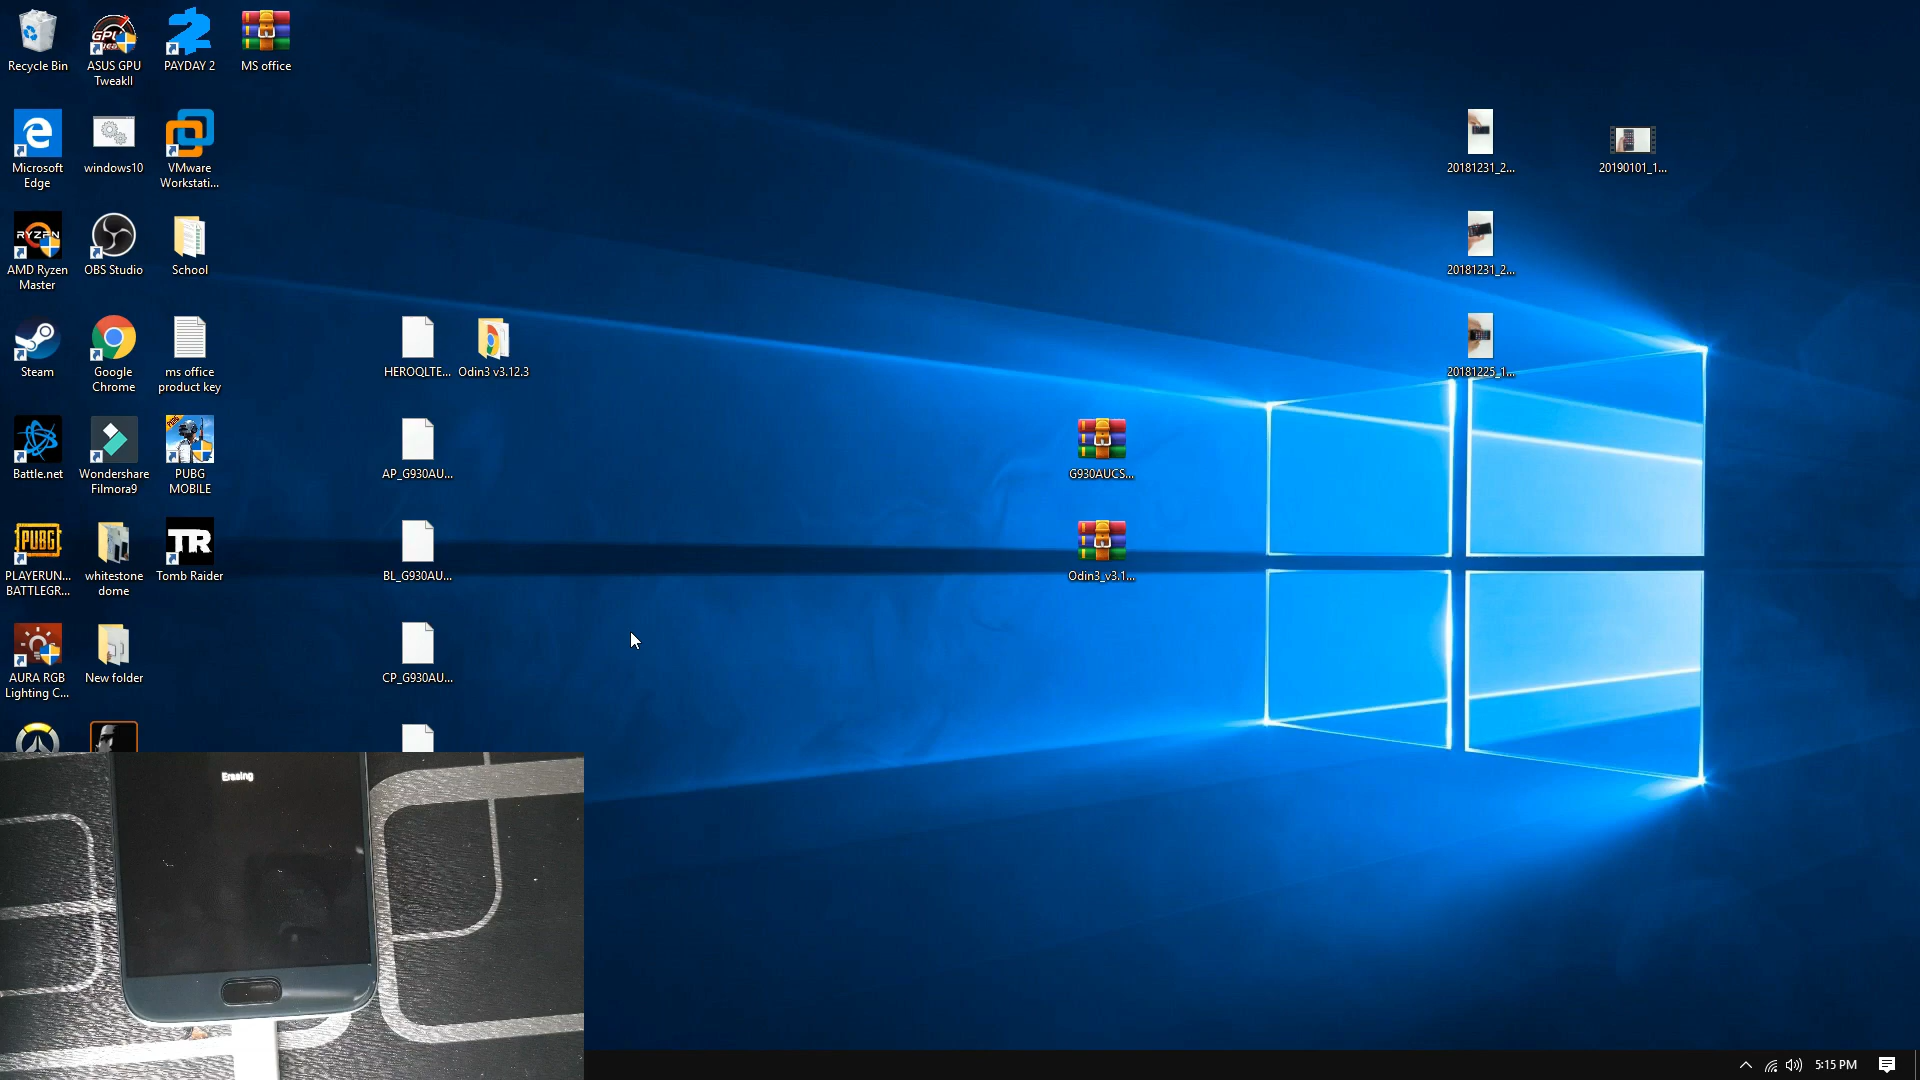 Recycle Bin
ASUS GPU
TweakII
PAYDAY 2
MS office
Microsoft
Edge
windows10
VMware
Workstati...
20181231_2...
20190101_1...
RYZEN
AMD Ryzen
Master
OBS Studio
School
20181231_2...
Steam
Google
Chrome
ms office
product key
HEROQLTE...
Odin3 v3.12.3
20181225_1...
Battle.net
Wondershare
Filmora9
PUBG
MOBILE
AP_G930AU...
G930AUCS...
PUBG
PLAYERUN...
BATTLEGR...
whitestone
dome
TR
Tomb Raider
BL_G930AU...
Odin3_v3.1...
AURA RGB
Lighting C...
New folder
CP_G930AU...
Erasing
5:15 PM